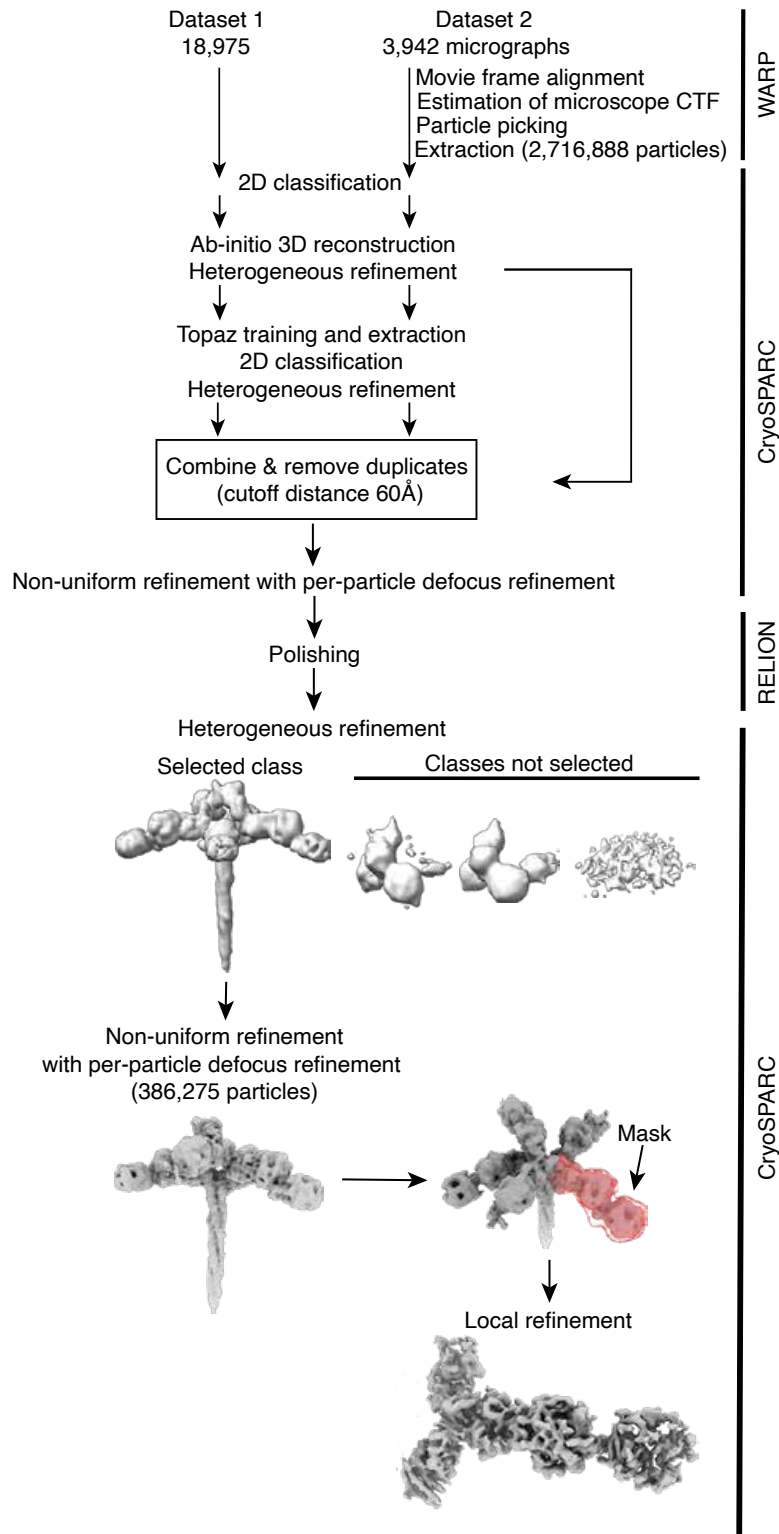 Dataset 1
18,975
Dataset 2
3,942 micrographs
Movie frame alignment
Estimation of microscope CTF
Particle picking
Extraction (2,716,888 particles)
WARP
2D classification
Ab-initio 3D reconstruction
Heterogeneous refinement
Topaz training and extraction
2D classification
Heterogeneous refinement
Combine & remove duplicates
(cutoff distance 60Å)
Non-uniform refinement with per-particle defocus refinement
CryoSPARC
Polishing
RELION
Heterogeneous refinement
Selected class
Classes not selected
Non-uniform refinement
with per-particle defocus refinement
(386,275 particles)
Mask
Local refinement
CryoSPARC